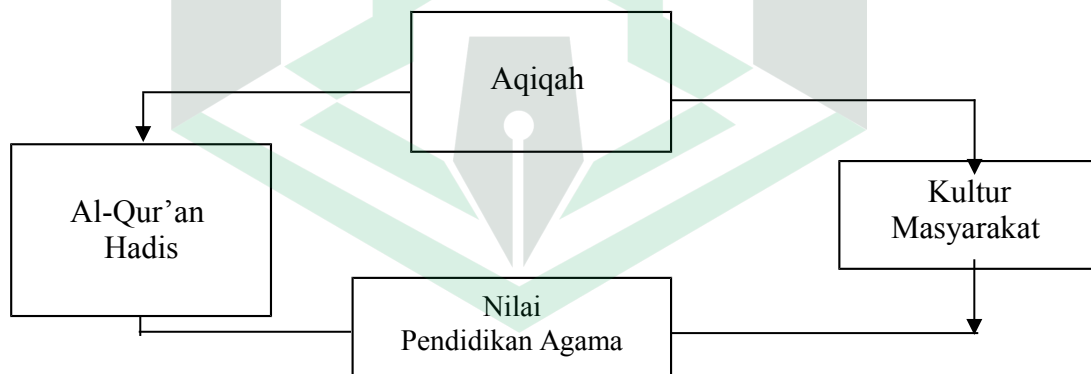 Aqiqah
Al-Qur’an
Hadis
Kultur
Masyarakat
Nilai
Pendidikan Agama